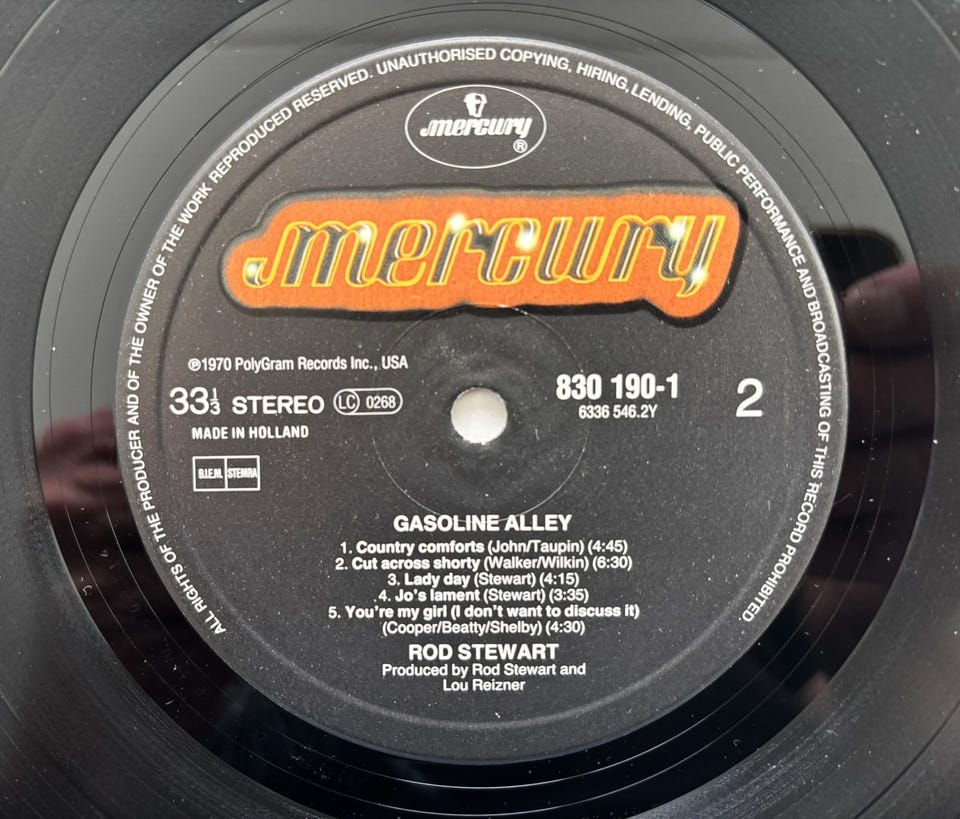 ALL RIGHTS OF THE PRODUCER AND OF THE OWNER OF THE WORK REPRODUCED RESERVED. UNAUTHORISED COPYING, HIRING, LENDING, PUBLIC PERFORMANCE AND BROADCASTING OF THIS RECORD PROHIBITED.
mercury ®
mercury
℗1970 PolyGram Records Inc., USA
33⅓ STEREO LC 0268
830 190-1
6336 546.2Y
2
MADE IN HOLLAND
B.I.E.M. STEMRA
GASOLINE ALLEY
1. Country comforts (John/Taupin) (4:45)
2. Cut across shorty (Walker/Wilkin) (6:30)
3. Lady day (Stewart) (4:15)
4. Jo's lament (Stewart) (3:35)
5. You're my girl (I don't want to discuss it)
(Cooper/Beatty/Shelby) (4:30)
ROD STEWART
Produced by Rod Stewart and
Lou Reizner